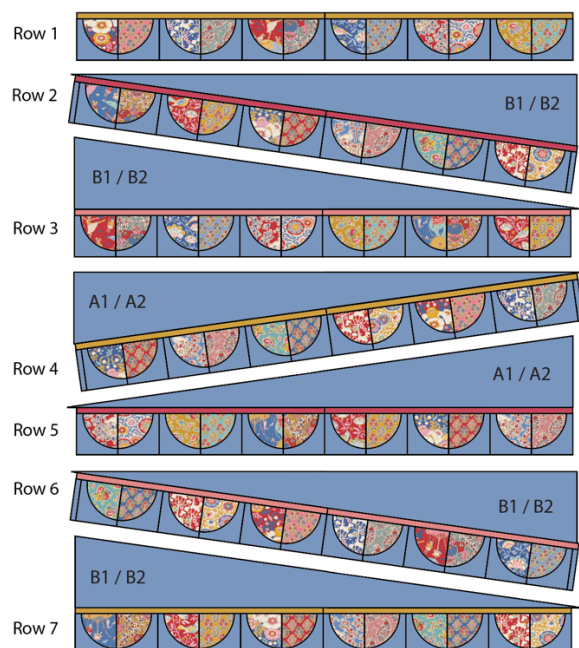 Row 1
Row 2
B1 / B2
B1 / B2
Row 3
A1 / A2
Row 4
A1 / A2
Row 5
Row 6
B1 / B2
B1 / B2
Row 7